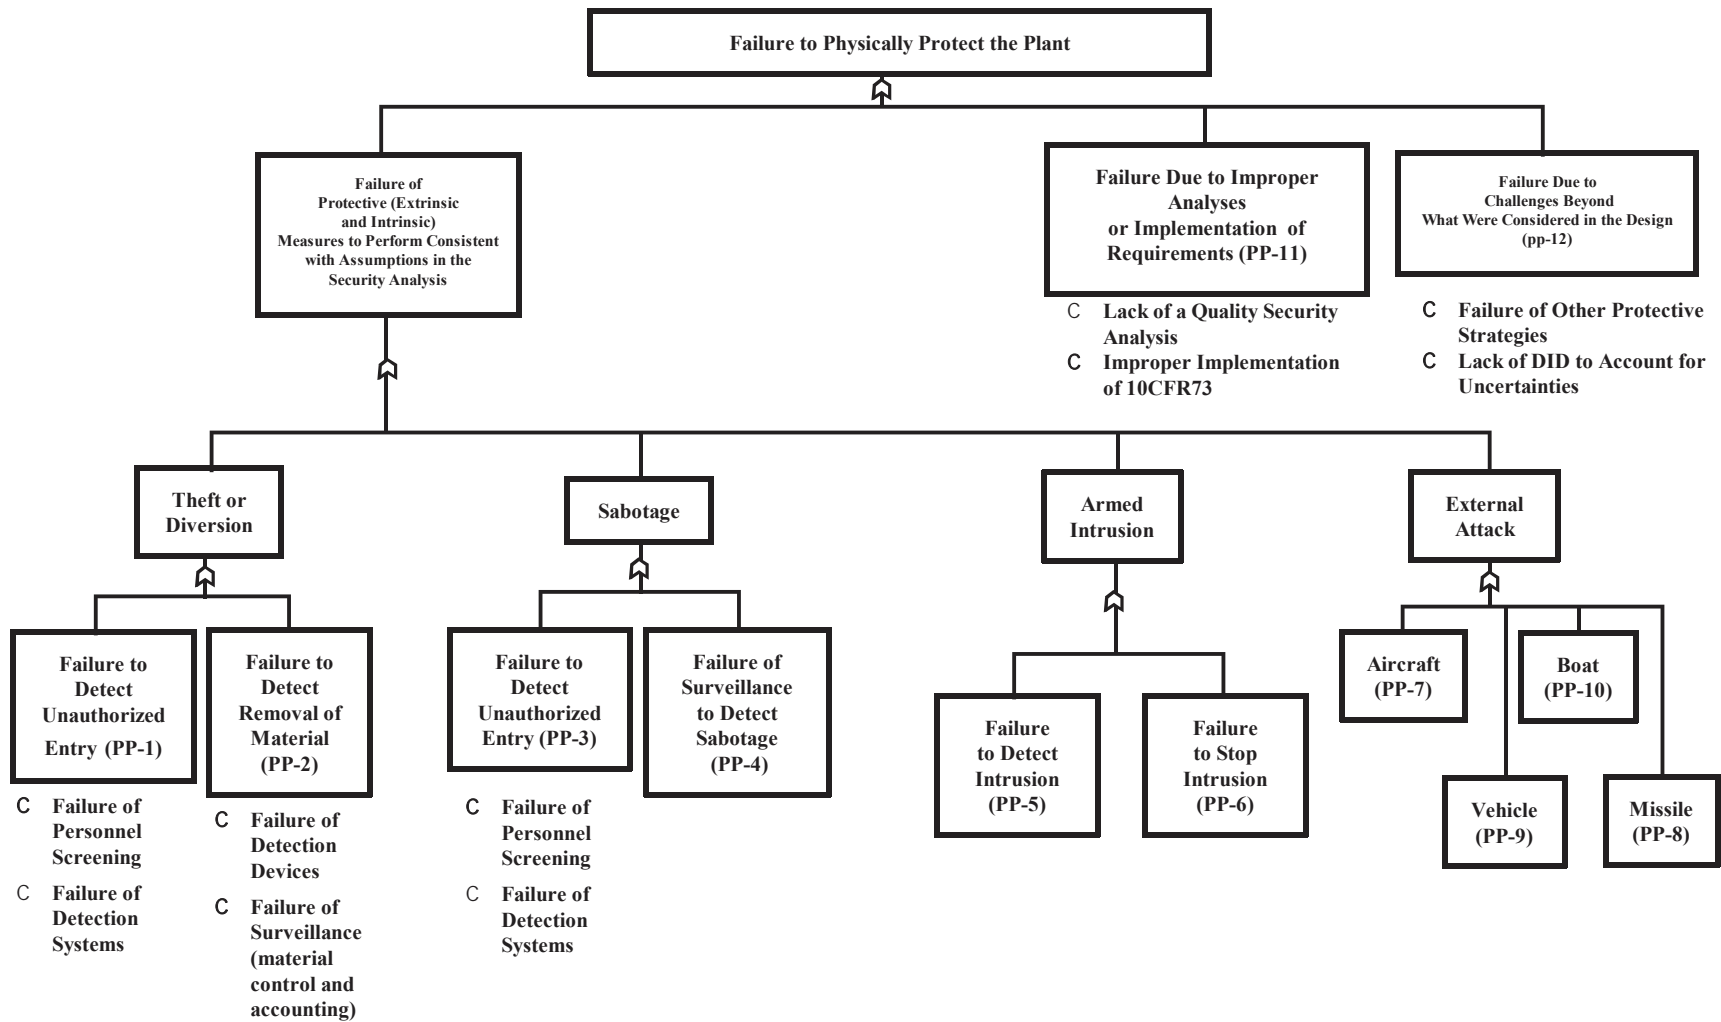 Failure to Physically Protect the Plant
Failure of
Protective (Extrinsic
and Intrinsic)
Measures to Perform Consistent
with Assumptions in the
Security Analysis
Failure Due to Improper
Analyses
or Implementation of
Requirements (PP-11)
C Lack of a Quality Security
Analysis
C Improper Implementation
of 10CFR73
Failure Due to
Challenges Beyond
What Were Considered in the Design
(pp-12)
C Failure of Other Protective
Strategies
C Lack of DID to Account for
Uncertainties
Theft or
Diversion
Sabotage
Armed
Intrusion
External
Attack
Failure to
Detect
Unauthorized
Entry (PP-1)
C Failure of
Personnel
Screening
C Failure of
Detection
Systems
Failure to
Detect
Removal of
Material
(PP-2)
C Failure of
Detection
Devices
C Failure of
Surveillance
(material
control and
accounting)
Failure to
Detect
Unauthorized
Entry (PP-3)
C Failure of
Personnel
Screening
C Failure of
Detection
Systems
Failure of
Surveillance
to Detect
Sabotage
(PP-4)
Failure
to Detect
Intrusion
(PP-5)
Failure
to Stop
Intrusion
(PP-6)
Aircraft
(PP-7)
Boat
(PP-10)
Vehicle
(PP-9)
Missile
(PP-8)